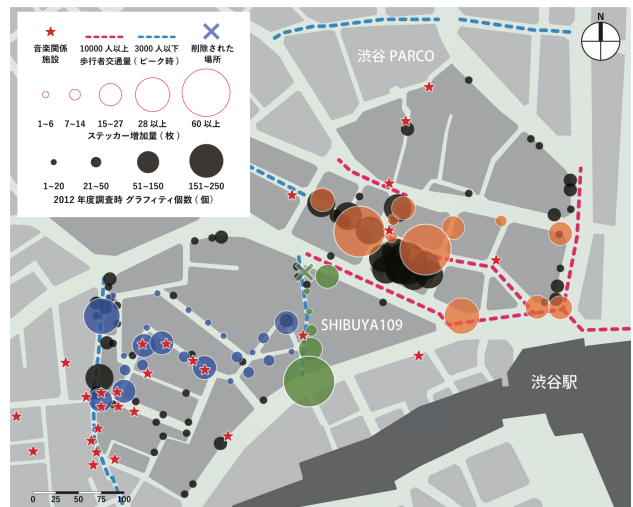 音楽関係
施設
10000 人以上
3000 人以下
歩行者交通量 ( ピーク時 )
削除された
場所
1~6
7~14
15~27
28 以上
60 以上
ステッカー増加量 ( 枚 )
1~20
21~50
51~150
151~250
2012 年度調査時 グラフィティ個数 ( 個 )
渋谷 PARCO
N
SHIBUYA109
渋谷駅
0 25 50 75 100